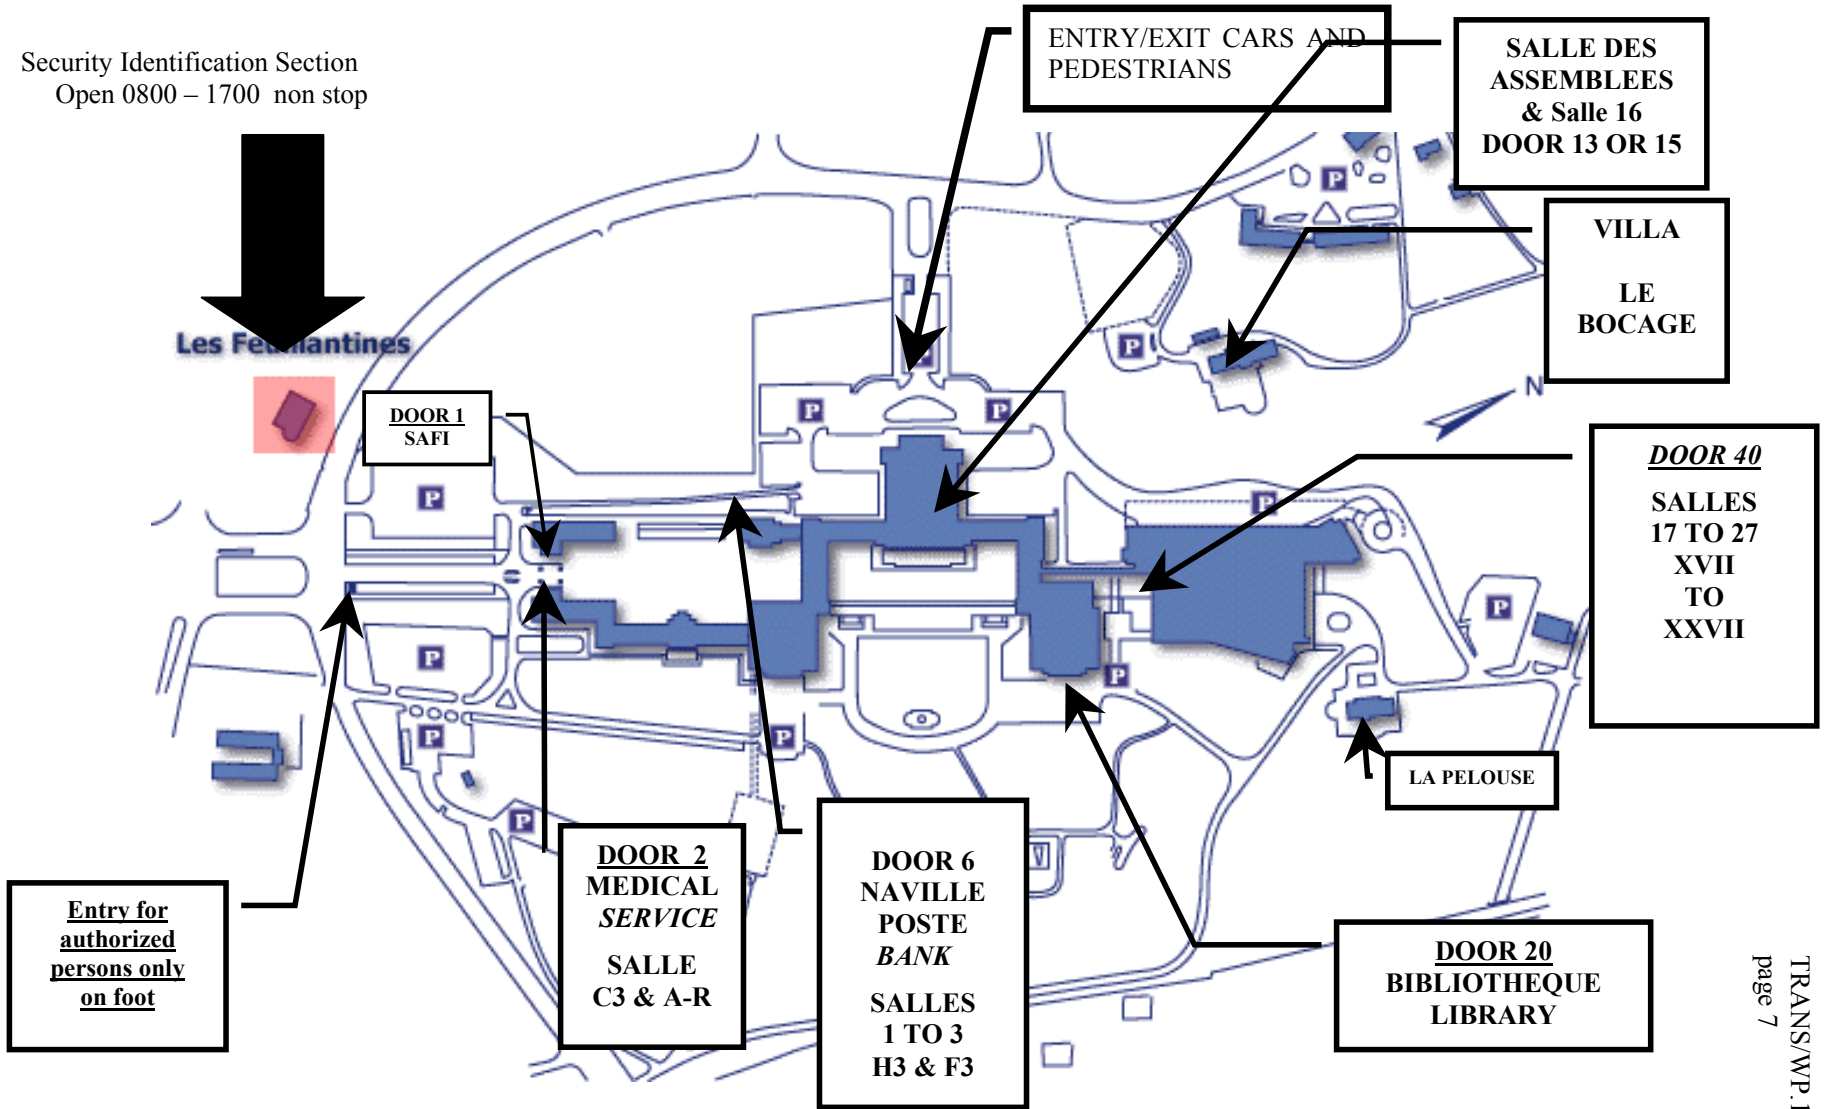 Security Identification Section
Open 0800 – 1700 non stop
ENTRY/EXIT CARS AND
PEDESTRIANS
SALLE DES
ASSEMBLEES
& Salle 16
DOOR 13 OR 15
VILLA
LE
BOCAGE
Les Feuillantines
N
DOOR 1
SAFI
DOOR 40
SALLES
17 TO 27
XVII
TO
XXVII
P
P
P
P
P
P
P
P
P
P
P
P
P
P
LA PELOUSE
Entry for
authorized
persons only
on foot
DOOR 2
MEDICAL
SERVICE
SALLE
C3 & A-R
DOOR 6
NAVILLE
POSTE
BANK
SALLES
1 TO 3
H3 & F3
DOOR 20
BIBLIOTHEQUE
LIBRARY
TRANS/WP.1
page 7